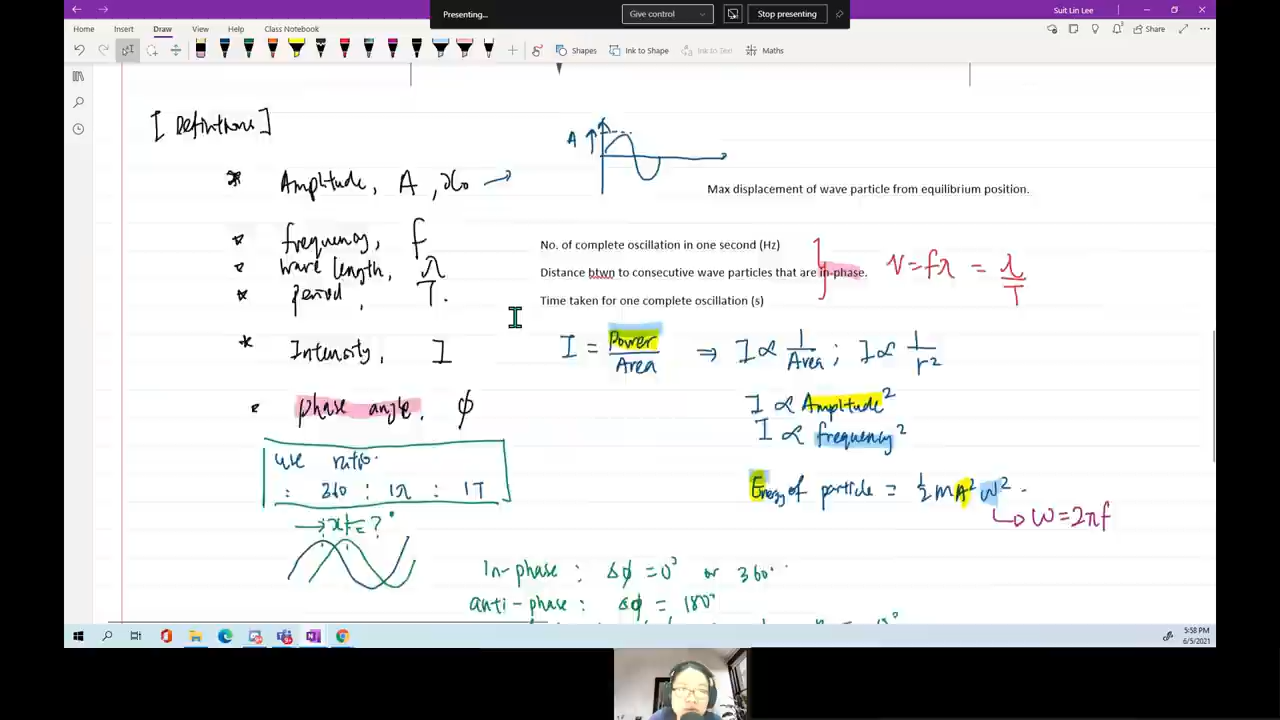 Presenting...
Give control
Stop presenting
Suit Lin Lee
Home Insert Draw View Help Class Notebook
Share
Shapes Ink to Shape Ink to Text Maths
[Definitions]
A
* Amplitude, A, x₀ →
Max displacement of wave particle from equilibrium position.
* frequency, f
No. of complete oscillation in one second (Hz)
* wave length, λ
Distance btwn to consecutive wave particles that are in-phase.
v = fλ = λ/T
* period, T.
Time taken for one complete oscillation (s)
* Intensity, I
I = Power/Area ⇒ I ∝ 1/Area ; I ∝ 1/r²
I ∝ Amplitude²
I ∝ frequency²
* phase angle, ϕ
use ratio.
: 360 : 1λ : 1T
Energy of particle = ½mA²ω².
↳ ω = 2πf
→ x° = ?
In-phase : Δϕ = 0° or 360°
anti-phase : Δϕ = 180°
5:58 PM
6/5/2021